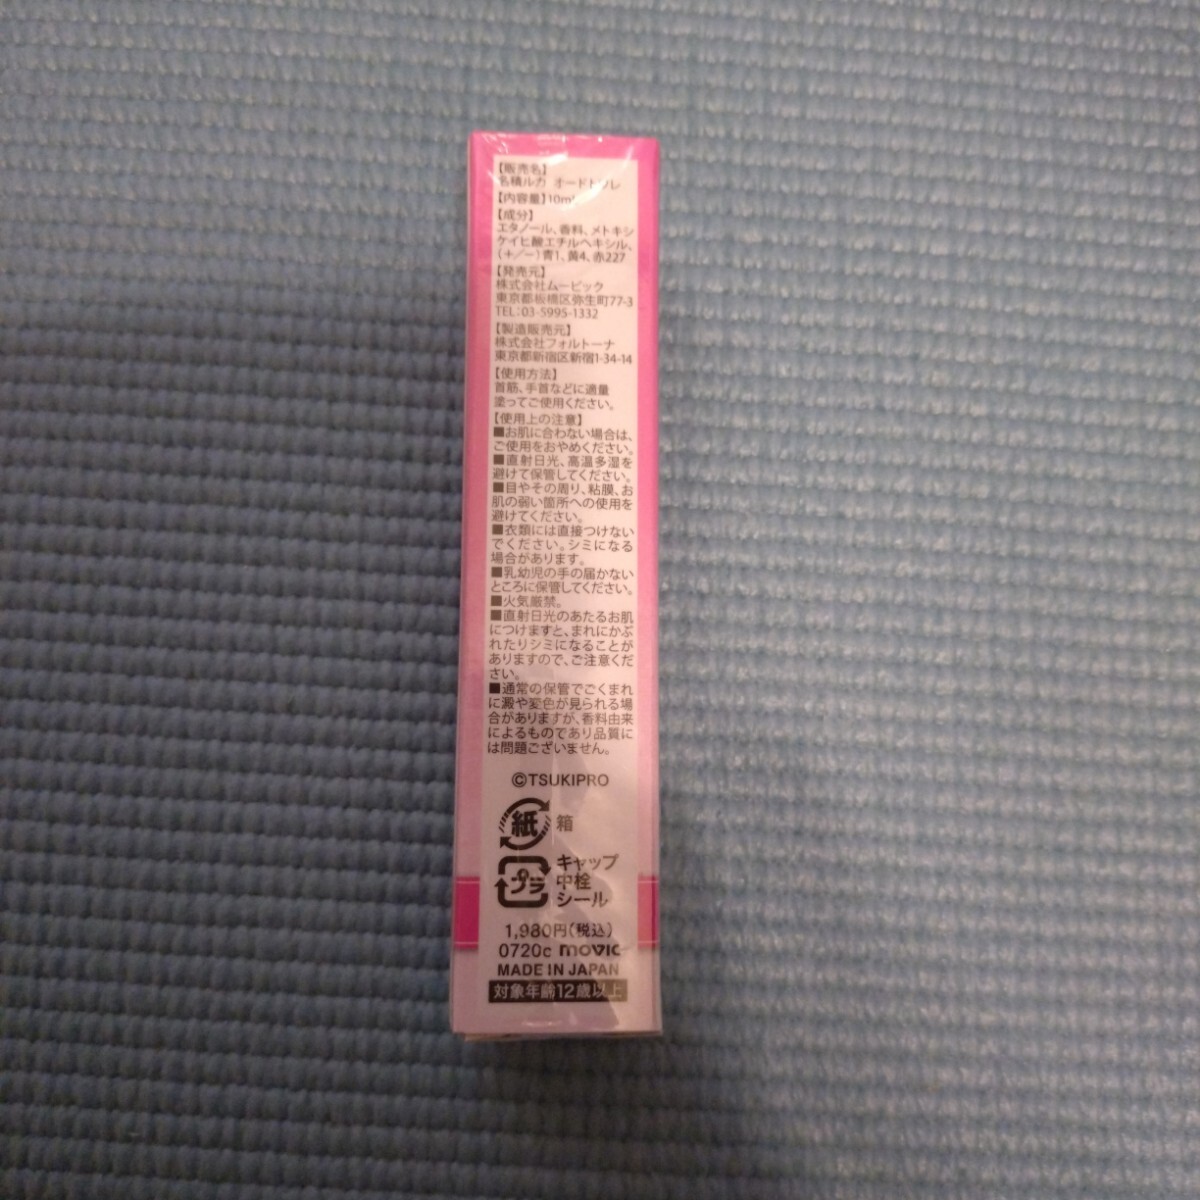 【販売名】
名積ルカ オードトワレ
【内容量】10ml
【成分】
エタノール、香料、メトキシ
ケイヒ酸エチルヘキシル、
(+/-)青1、黄4、赤227
【発売元】
株式会社ムービック
東京都板橋区弥生町77-3
TEL:03-5995-1332
【製造販売元】
株式会社フォルトーナ
東京都新宿区新宿1-34-14
【使用方法】
首筋、手首などに適量
塗ってご使用ください。
【使用上の注意】
■お肌に合わない場合は、
ご使用をおやめください。
■直射日光、高温多湿を
避けて保管してください。
■目やその周り、粘膜、お
肌の弱い箇所への使用を
避けてください。
■衣類には直接つけない
でください。シミになる
場合があります。
■乳幼児の手の届かない
ところに保管してください。
■火気厳禁。
■直射日光のあたるお肌
につけますと、まれにかぶ
れたりシミになることが
ありますので、ご注意くだ
さい。
■通常の保管でごくまれ
に澱や変色が見られる場
合がありますが、香料由来
によるものであり品質に
は問題ございません。
©TSUKIPRO
紙 箱
プラ キャップ
中栓
シール
1,980円(税込)
0720c movic
MADE IN JAPAN
対象年齢12歳以上